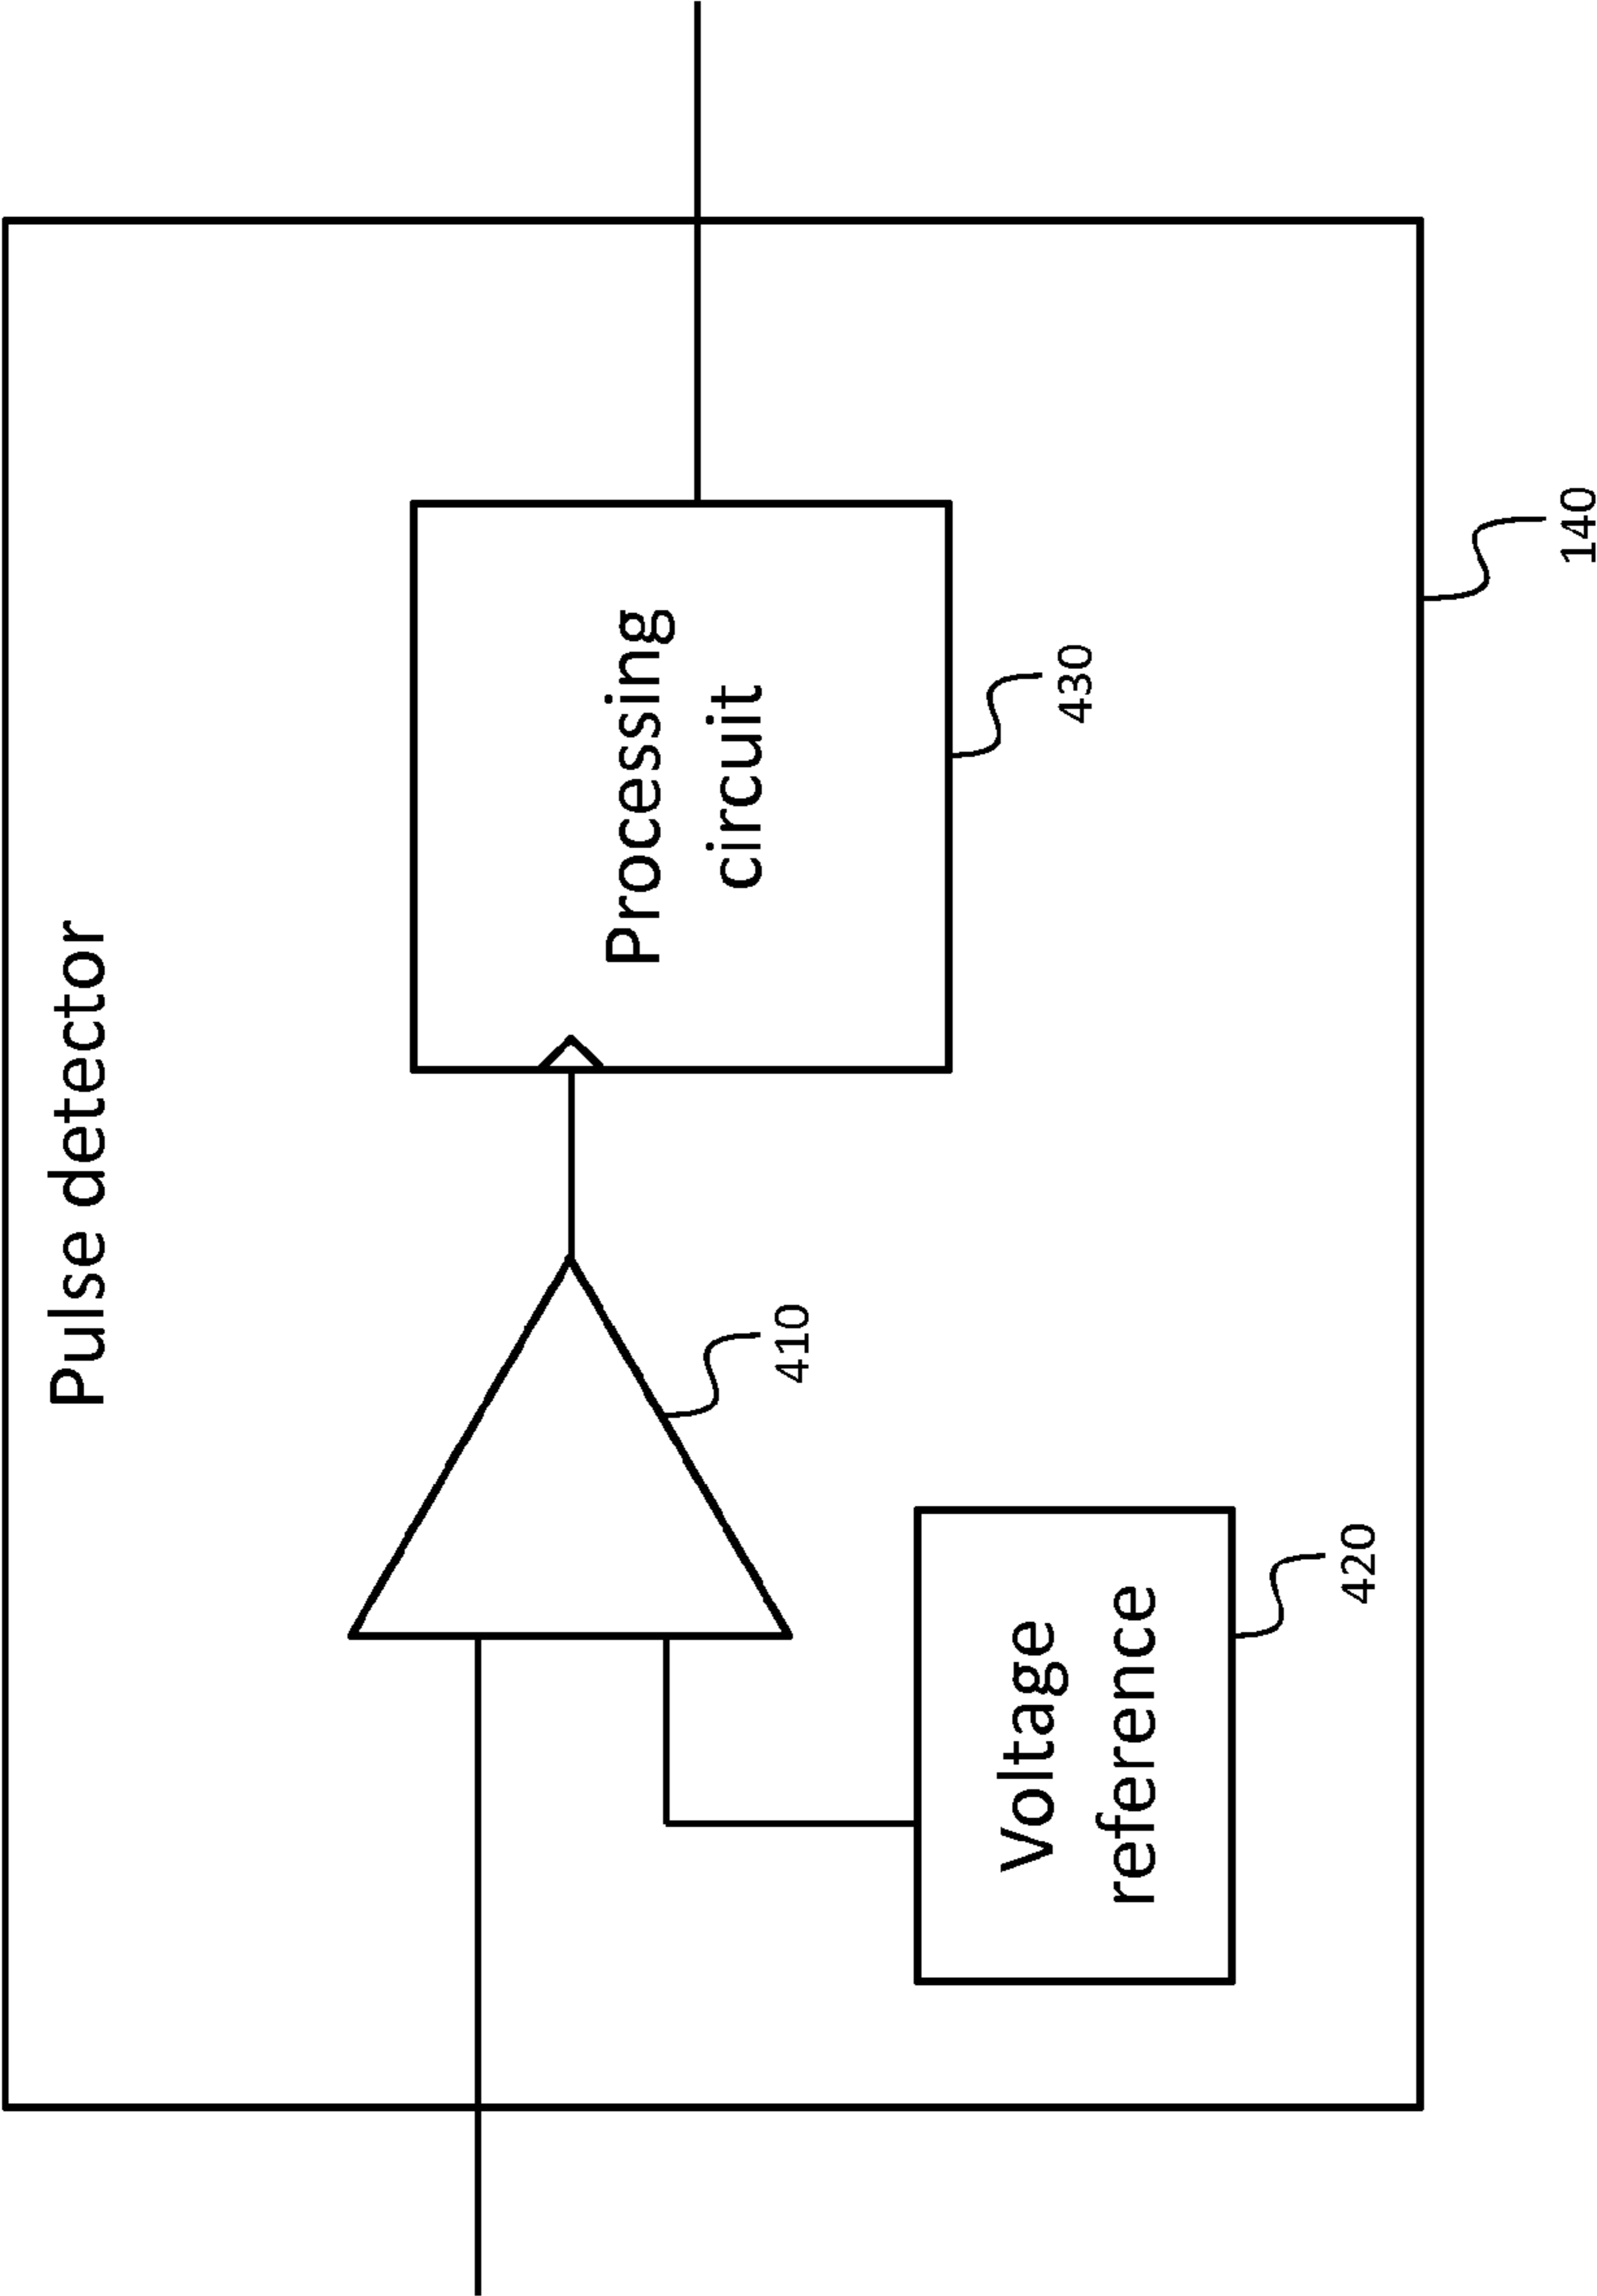 Pulse detector
Processing
circuit
430
410
Voltage
reference
420
140